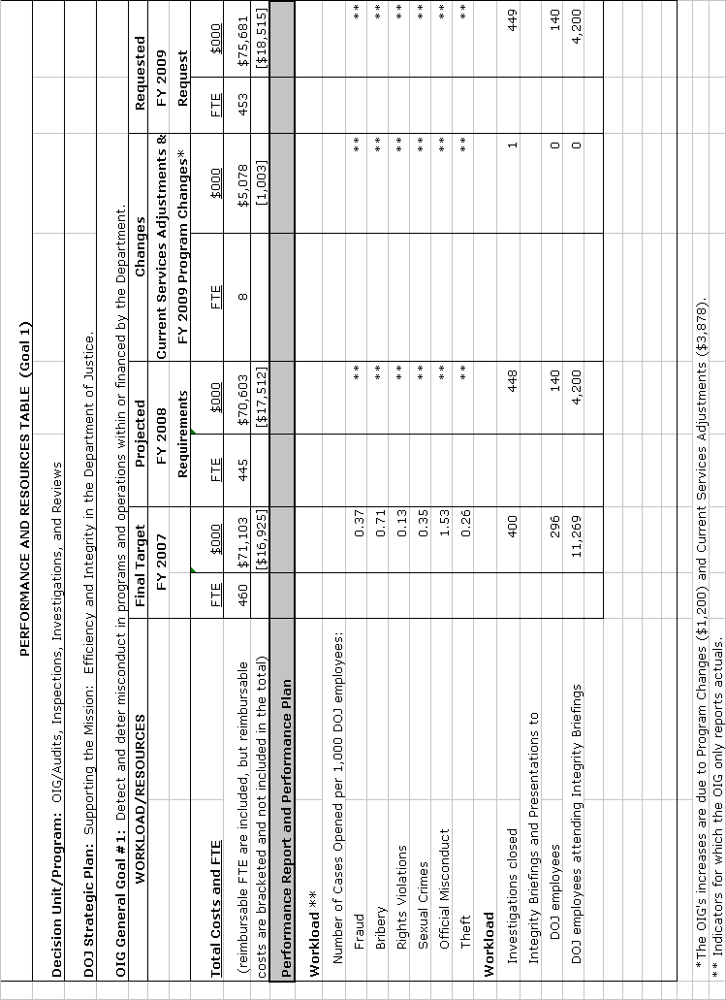 PERFORMANCE AND RESOURCES TABLE (Goal 1)
Decision Unit/Program: OIG/Audits, Inspections, Investigations, and Reviews
DOJ Strategic Plan: Supporting the Mission: Efficiency and Integrity in the Department of Justice.
OIG General Goal #1: Detect and deter misconduct in programs and operations within or financed by the Department.
WORKLOAD/RESOURCES Final Target Projected Changes Requested
FY 2007 FY 2008 Current Services Adjustments & FY 2009
Requirements FY 2009 Program Changes* Request
Total Costs and FTE FTE $000 FTE $000 FTE $000 FTE $000
(reimbursable FTE are included, but reimbursable 460 $71,103 445 $70,603 8 $5,078 453 $75,681
costs are bracketed and not included in the total) [$16,925] [$17,512] [1,003] [$18,515]
Performance Report and Performance Plan
Workload **
Number of Cases Opened per 1,000 DOJ employees:
Fraud 0.37 ** ** **
Bribery 0.71 ** ** **
Rights Violations 0.13 ** ** **
Sexual Crimes 0.35 ** ** **
Official Misconduct 1.53 ** ** **
Theft 0.26 ** ** **
Workload
Investigations closed 400 448 1 449
Integrity Briefings and Presentations to
DOJ employees 296 140 0 140
DOJ employees attending Integrity Briefings 11,269 4,200 0 4,200
*The OIG's increases are due to Program Changes ($1,200) and Current Services Adjustments ($3,878).
** Indicators for which the OIG only reports actuals.